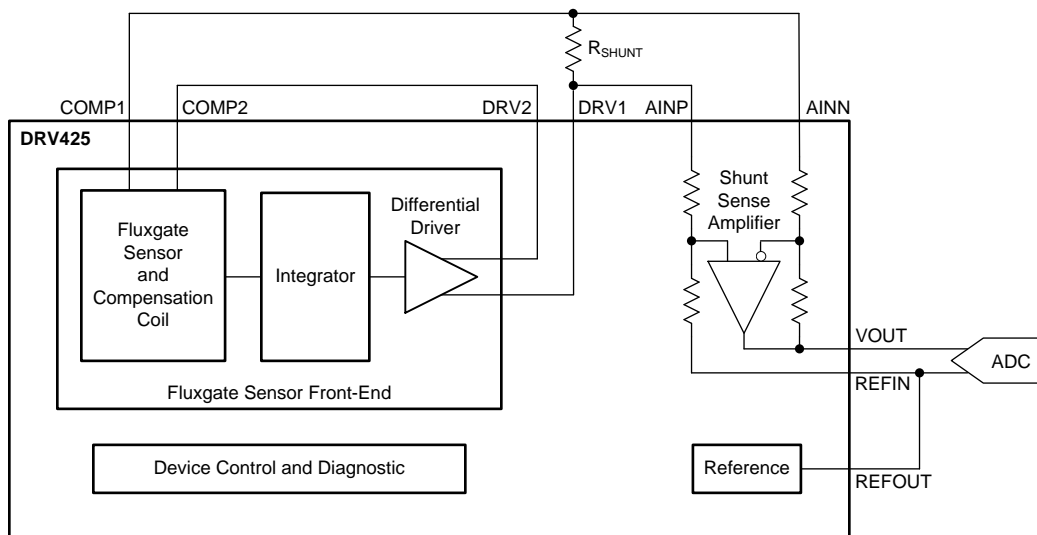 R_SHUNT
COMP1
COMP2
DRV2
DRV1
AINP
AINN
DRV425
Shunt
Sense
Amplifier
Differential
Driver
Fluxgate
Sensor
and
Compensation
Coil
Integrator
VOUT
ADC
REFIN
Fluxgate Sensor Front-End
Device Control and Diagnostic
Reference
REFOUT